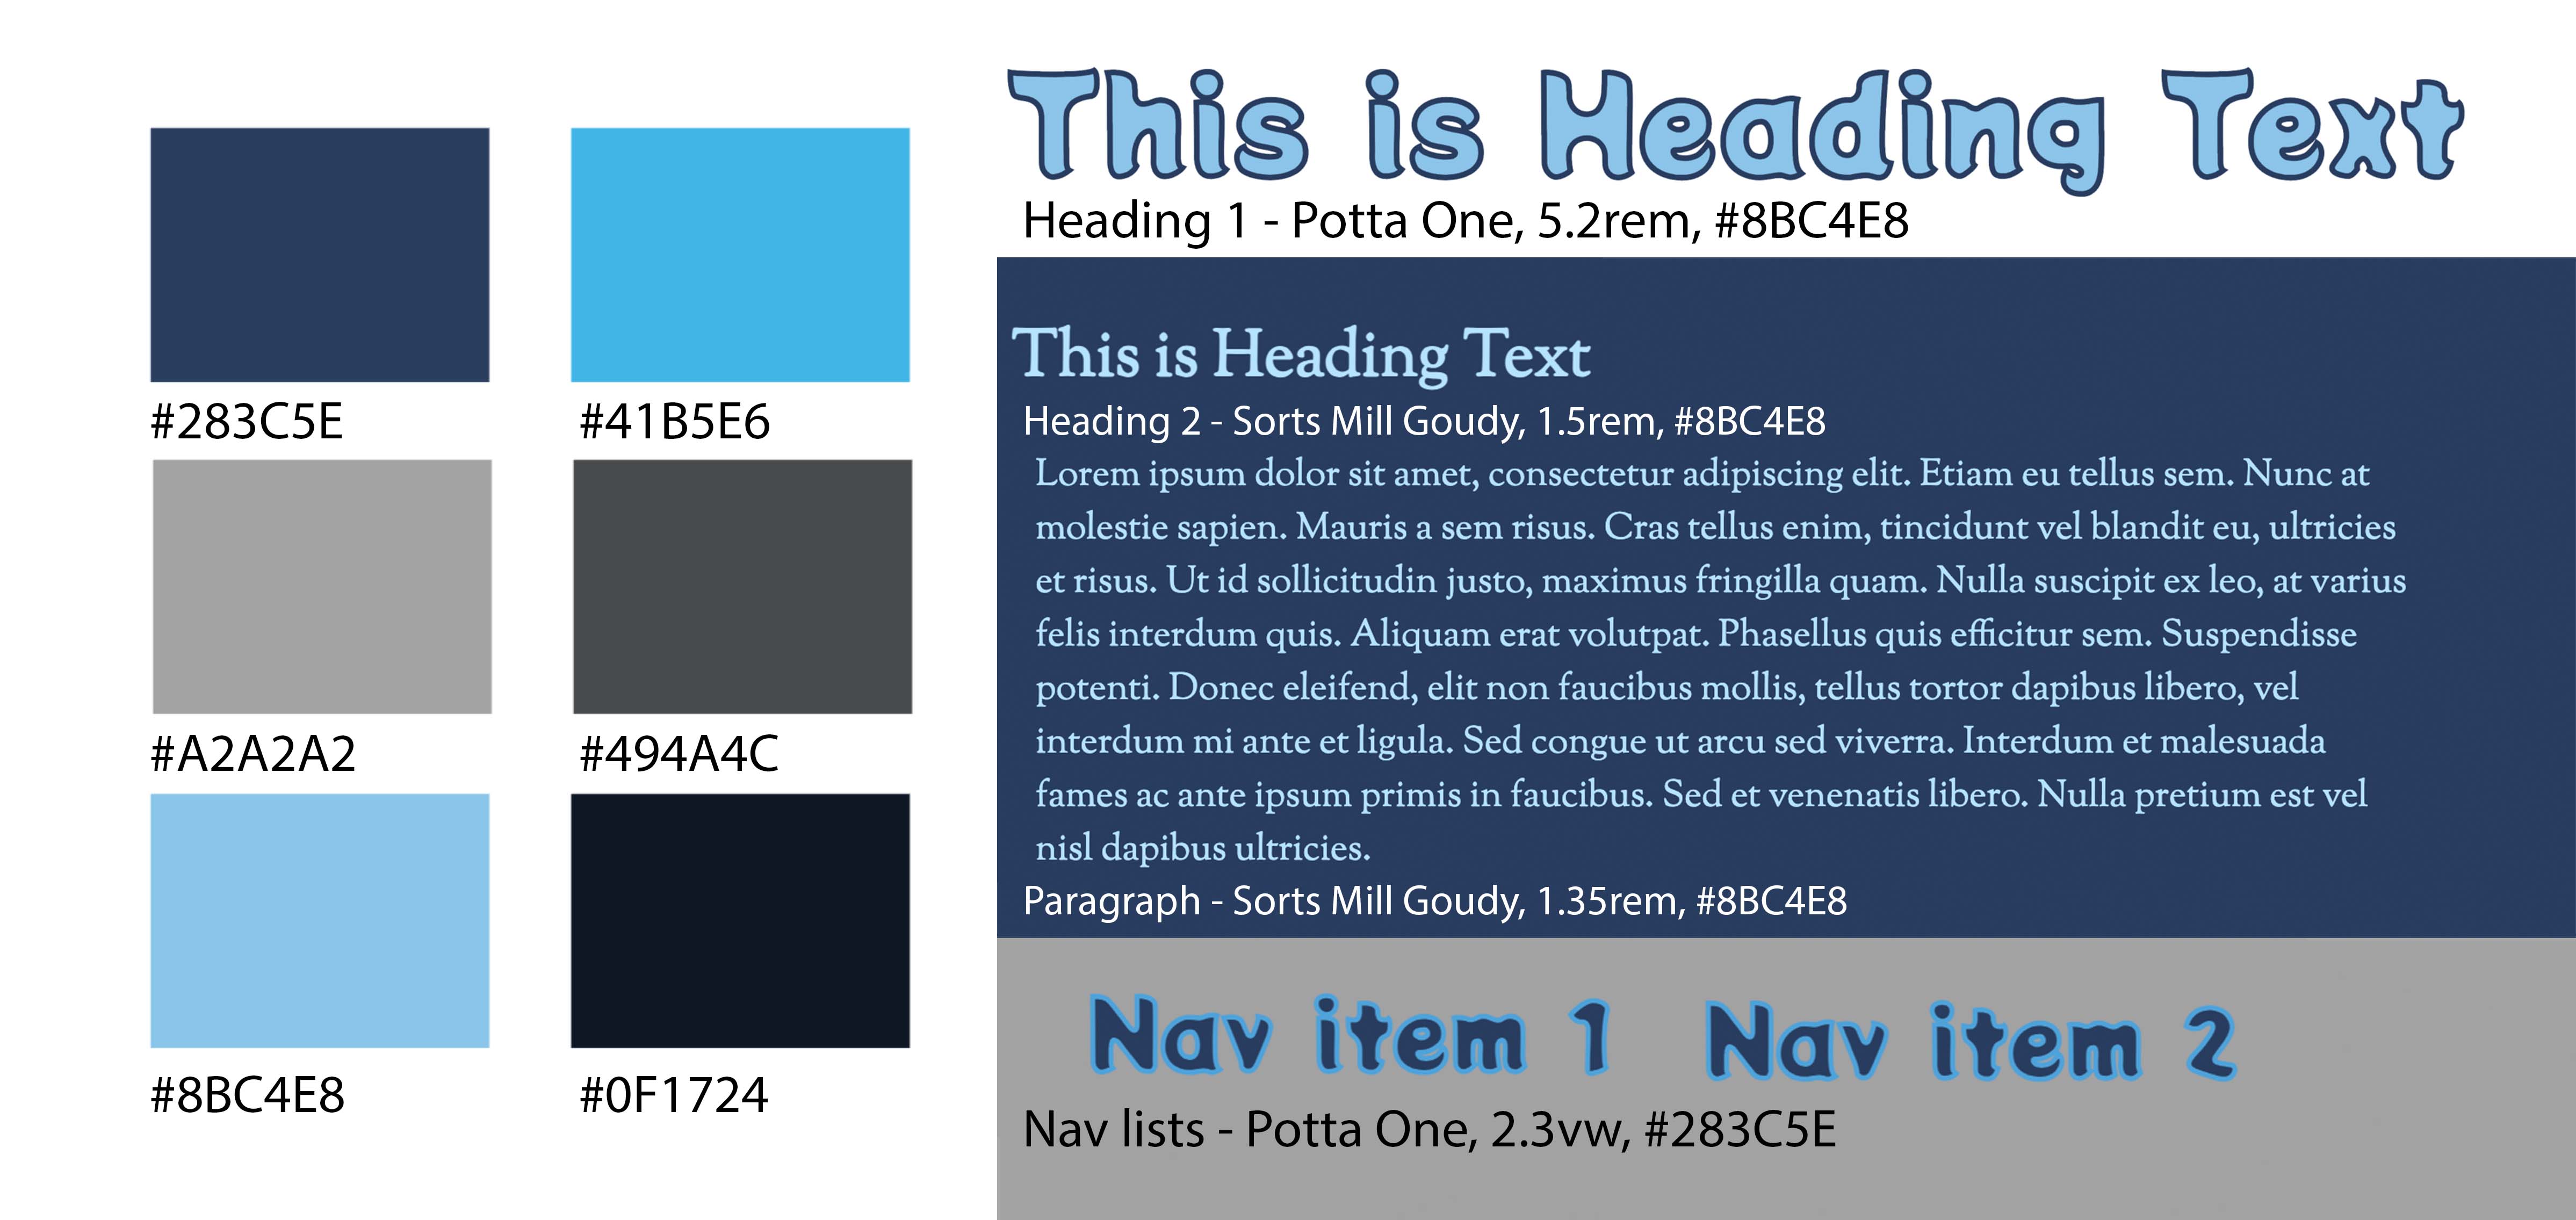 #283C5E
#41B5E6
#A2A2A2
#494A4C
#8BC4E8
#0F1724
This is Heading Text
Heading 1 - Potta One, 5.2rem, #8BC4E8
This is Heading Text
Heading 2 - Sorts Mill Goudy, 1.5rem, #8BC4E8
Lorem ipsum dolor sit amet, consectetur adipiscing elit. Etiam eu tellus sem. Nunc at
molestie sapien. Mauris a sem risus. Cras tellus enim, tincidunt vel blandit eu, ultricies
et risus. Ut id sollicitudin justo, maximus fringilla quam. Nulla suscipit ex leo, at varius
felis interdum quis. Aliquam erat volutpat. Phasellus quis efficitur sem. Suspendisse
potenti. Donec eleifend, elit non faucibus mollis, tellus tortor dapibus libero, vel
interdum mi ante et ligula. Sed congue ut arcu sed viverra. Interdum et malesuada
fames ac ante ipsum primis in faucibus. Sed et venenatis libero. Nulla pretium est vel
nisl dapibus ultricies.
Paragraph - Sorts Mill Goudy, 1.35rem, #8BC4E8
Nav item 1 Nav item 2
Nav lists - Potta One, 2.3vw, #283C5E